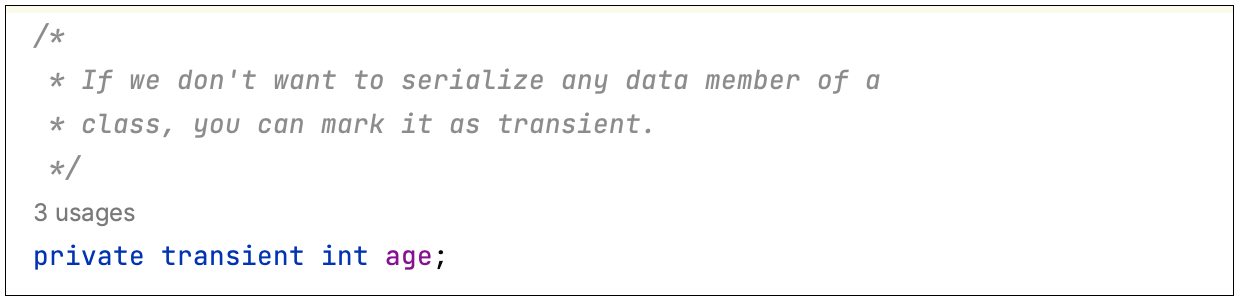 /*
 * If we don't want to serialize any data member of a
 * class, you can mark it as transient.
 */
3 usages
private transient int age;